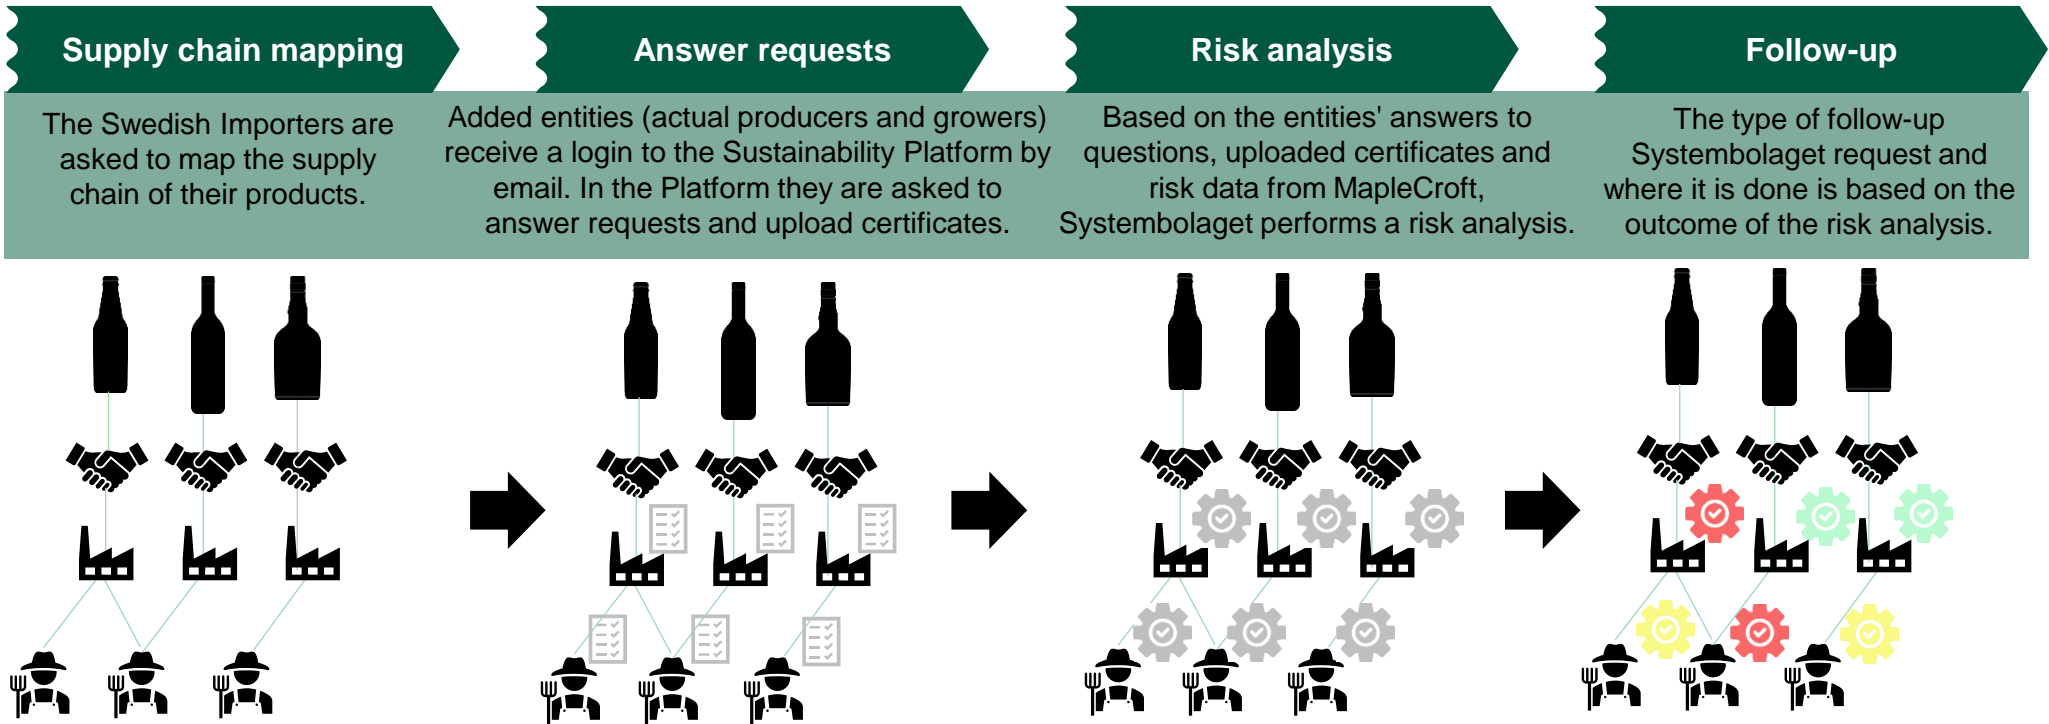 Supply chain mapping
The Swedish Importers are
asked to map the supply
chain of their products.
Answer requests
Added entities (actual producers and growers)
receive a login to the Sustainability Platform by
email. In the Platform they are asked to
answer requests and upload certificates.
Risk analysis
Based on the entities' answers to
questions, uploaded certificates and
risk data from MapleCroft,
Systembolaget performs a risk analysis.
Follow-up
The type of follow-up
Systembolaget request and
where it is done is based on the
outcome of the risk analysis.